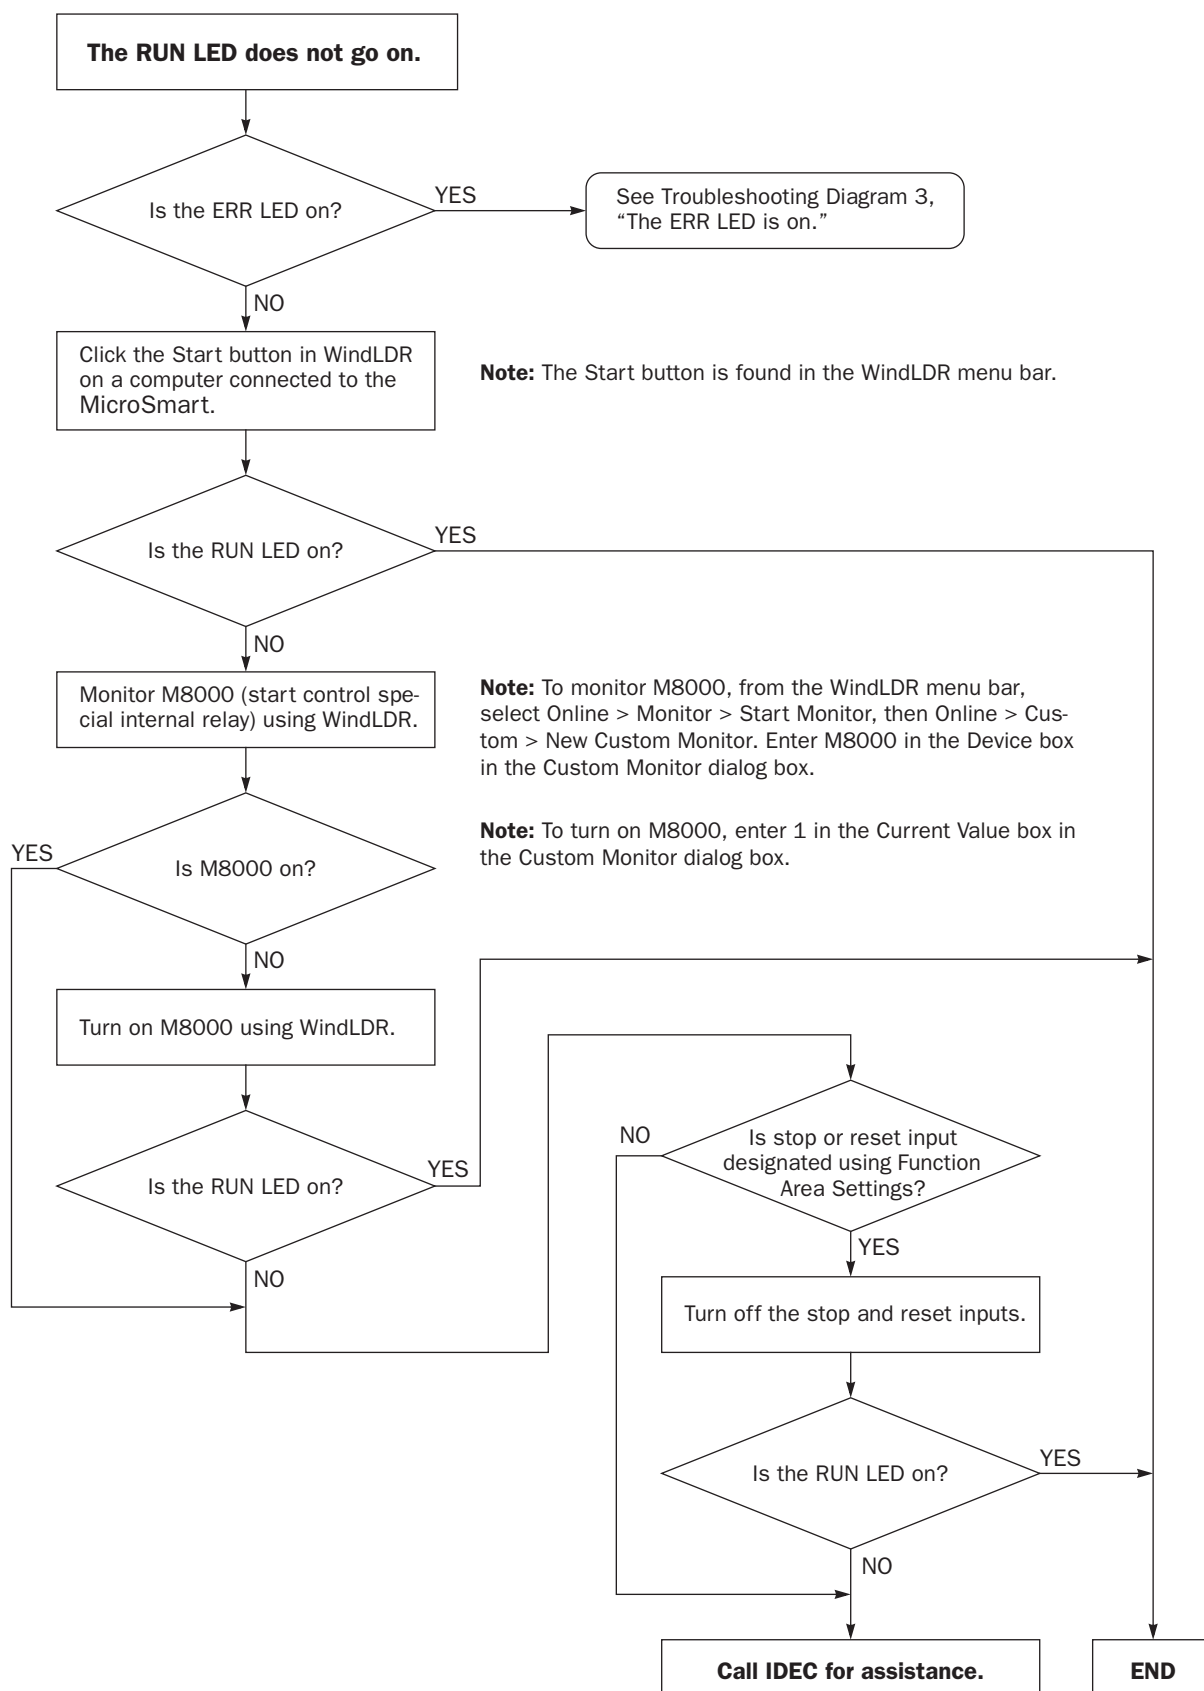 The RUN LED does not go on.
Is the ERR LED on?
YES
See Troubleshooting Diagram 3,
“The ERR LED is on.”
NO
Click the Start button in WindLDR
on a computer connected to the
MicroSmart.
Note: The Start button is found in the WindLDR menu bar.
Is the RUN LED on?
YES
NO
Monitor M8000 (start control spe-
cial internal relay) using WindLDR.
Note: To monitor M8000, from the WindLDR menu bar,
select Online > Monitor > Start Monitor, then Online > Cus-
tom > New Custom Monitor. Enter M8000 in the Device box
in the Custom Monitor dialog box.
Note: To turn on M8000, enter 1 in the Current Value box in
the Custom Monitor dialog box.
YES
Is M8000 on?
NO
Turn on M8000 using WindLDR.
Is the RUN LED on?
YES
NO
NO
Is stop or reset input
designated using Function
Area Settings?
YES
Turn off the stop and reset inputs.
Is the RUN LED on?
YES
NO
Call IDEC for assistance.
END